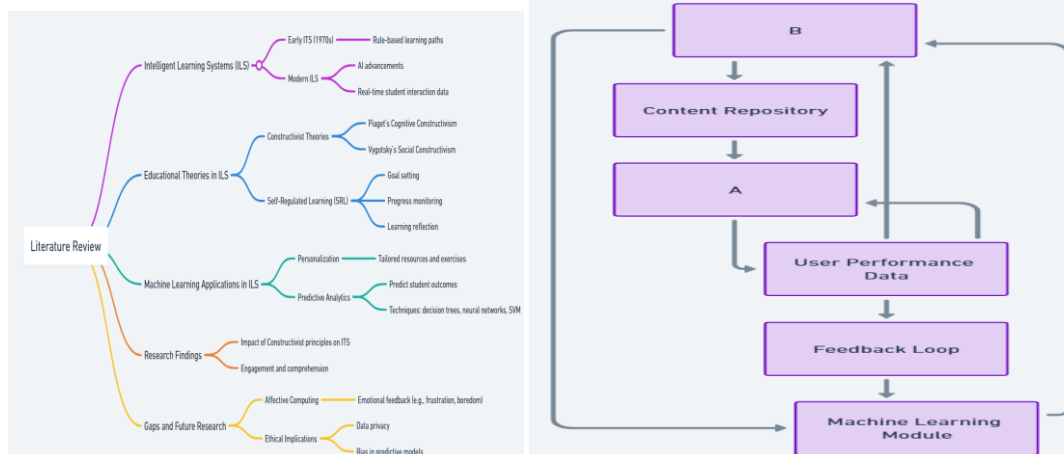 Literature Review
Intelligent Learning Systems (ILS)
Early ITS (1970s)
Rule-based learning paths
Modern ILS
AI advancements
Real-time student interaction data
Educational Theories in ILS
Constructivist Theories
Piaget's Cognitive Constructivism
Vygotsky's Social Constructivism
Self-Regulated Learning (SRL)
Goal setting
Progress monitoring
Learning reflection
Machine Learning Applications in ILS
Personalization
Tailored resources and exercises
Predictive Analytics
Predict student outcomes
Techniques: decision trees, neural networks, SVM
Research Findings
Impact of Constructivist principles on ITS
Engagement and comprehension
Gaps and Future Research
Affective Computing
Emotional feedback (e.g., frustration, boredom)
Ethical Implications
Data privacy
Bias in predictive models
B
Content Repository
A
User Performance
Data
Feedback Loop
Machine Learning
Module